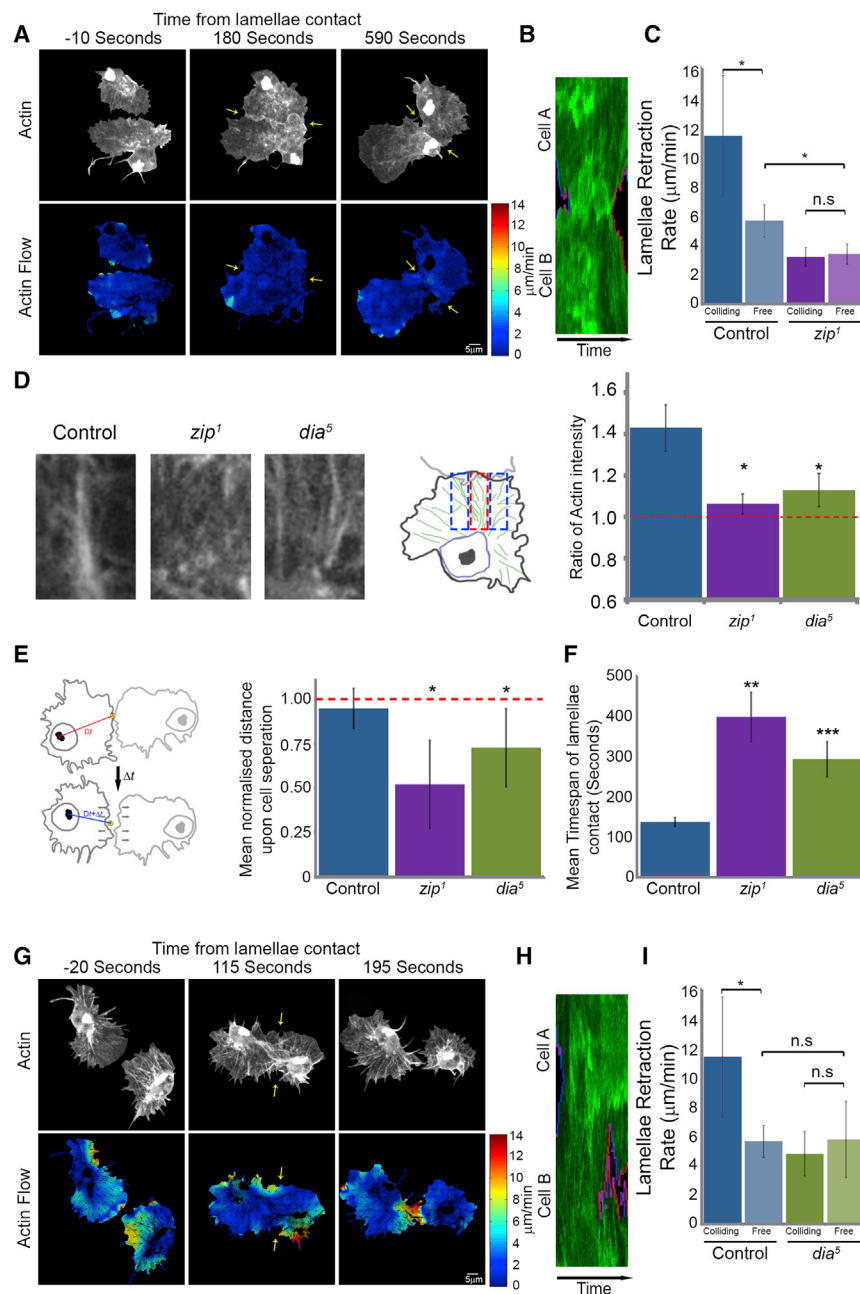 A
Time from lamellae contact
-10 Seconds 180 Seconds 590 Seconds
Actin
Actin Flow
14
12
10
8
6
4
2
0
μm/min
5μm
B
Cell A
Cell B
Time
C
Lamellae Retraction
Rate (μm/min)
16
14
12
10
8
6
4
2
0
*
*
n.s
Colliding Free Colliding Free
Control zip¹
D
Control zip¹ dia⁵
Ratio of Actin intensity
1.6
1.4
1.2
1.0
0.8
0.6
* *
Control zip¹ dia⁵
E
Dt
Δt
Dt+Δt
Mean normalised distance
upon cell seperation
1.00
0.75
0.50
0.25
0
* *
Control zip¹ dia⁵
F
Mean Timespan of lamellae
contact (Seconds)
500
400
300
200
100
0
**
***
Control zip¹ dia⁵
G
Time from lamellae contact
-20 Seconds 115 Seconds 195 Seconds
Actin
Actin Flow
14
12
10
8
6
4
2
0
μm/min
5μm
H
Cell A
Cell B
Time
I
Lamellae Retraction
Rate (μm/min)
16
14
12
10
8
6
4
2
0
*
n.s
n.s
Colliding Free Colliding Free
Control dia⁵